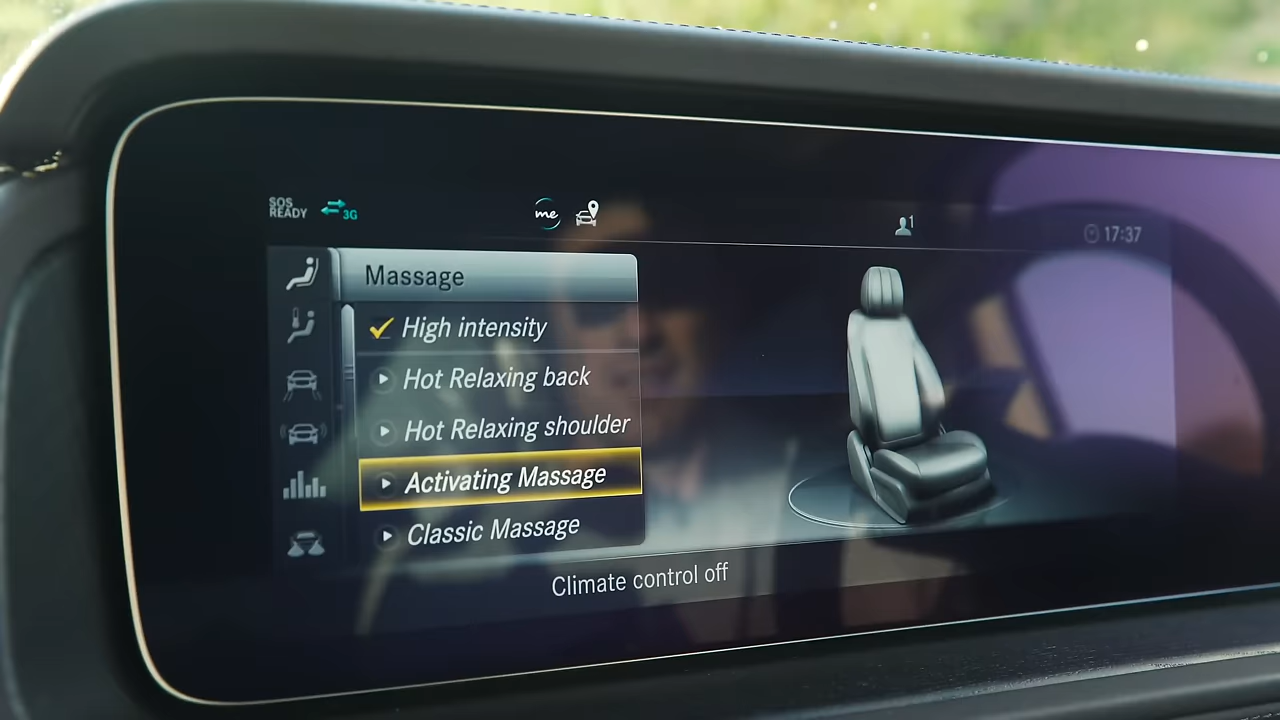 SOS
READY
3G
me
1
17:37
Massage
High intensity
Hot Relaxing back
Hot Relaxing shoulder
Activating Massage
Classic Massage
Climate control off